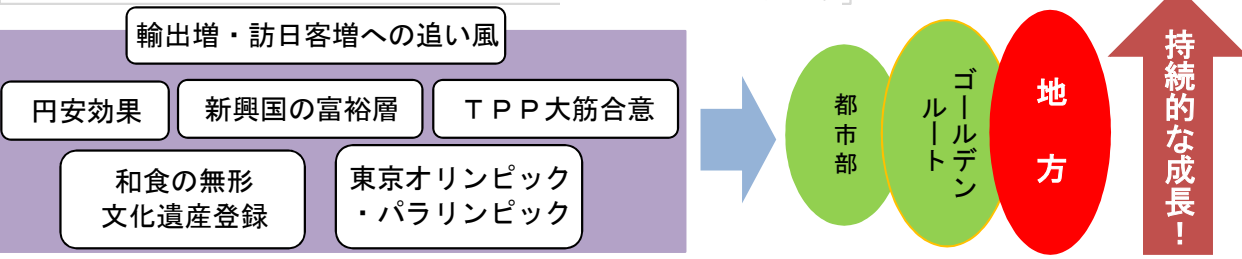 輸出増・訪日客増への追い風
円安効果
新興国の富裕層
ＴＰＰ大筋合意
和食の無形
文化遺産登録
東京オリンピック
・パラリンピック
都市部
ゴールデン
ルート
地方
持続的な成長！